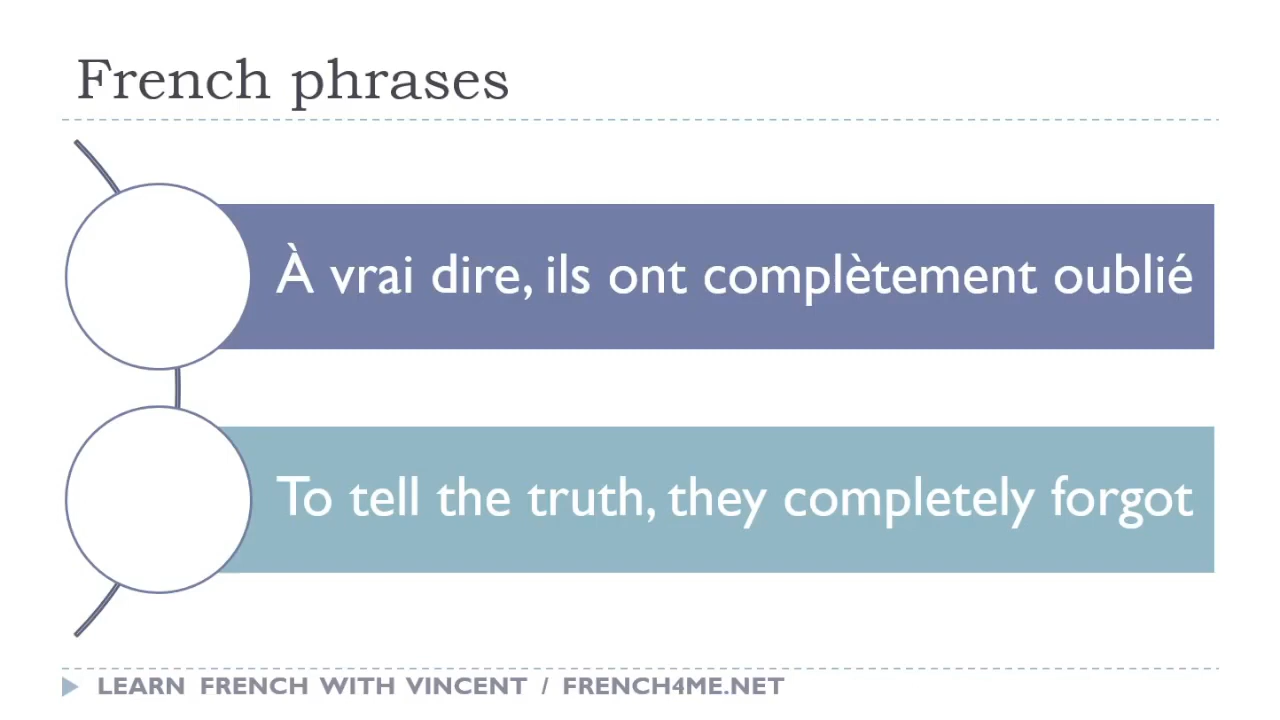 French phrases
À vrai dire, ils ont complètement oublié
To tell the truth, they completely forgot
LEARN FRENCH WITH VINCENT / FRENCH4ME.NET